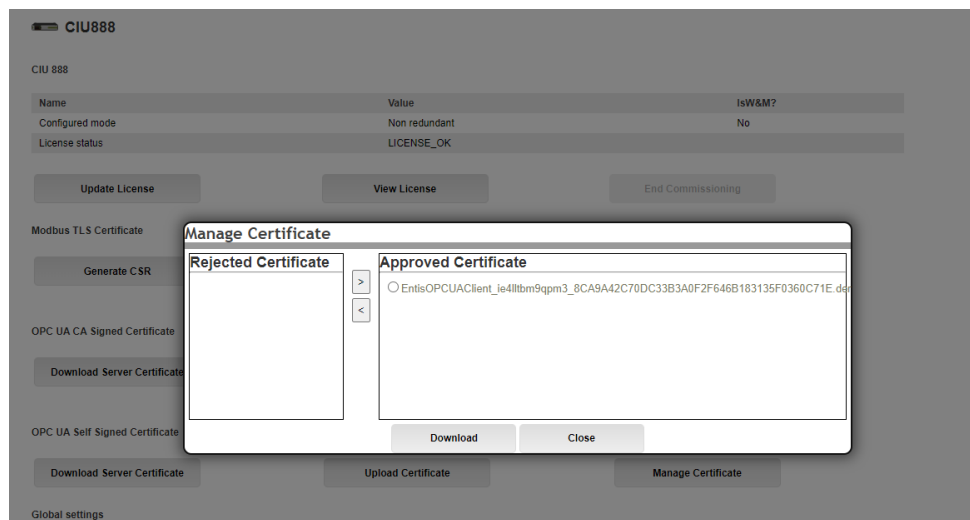 CIU888
CIU 888
Name Value IsW&M?
Configured mode Non redundant No
License status LICENSE_OK
Update License View License End Commissioning
Modbus TLS Certificate
Generate CSR
OPC UA CA Signed Certificate
Download Server Certificate
OPC UA Self Signed Certificate
Download Server Certificate Upload Certificate Manage Certificate
Global settings
Manage Certificate
Rejected Certificate
>
<
Approved Certificate
EntisOPCUAClient_ie4lltbm9qpm3_8CA9A42C70DC33B3A0F2F646B183135F0360C71E.der
Download Close